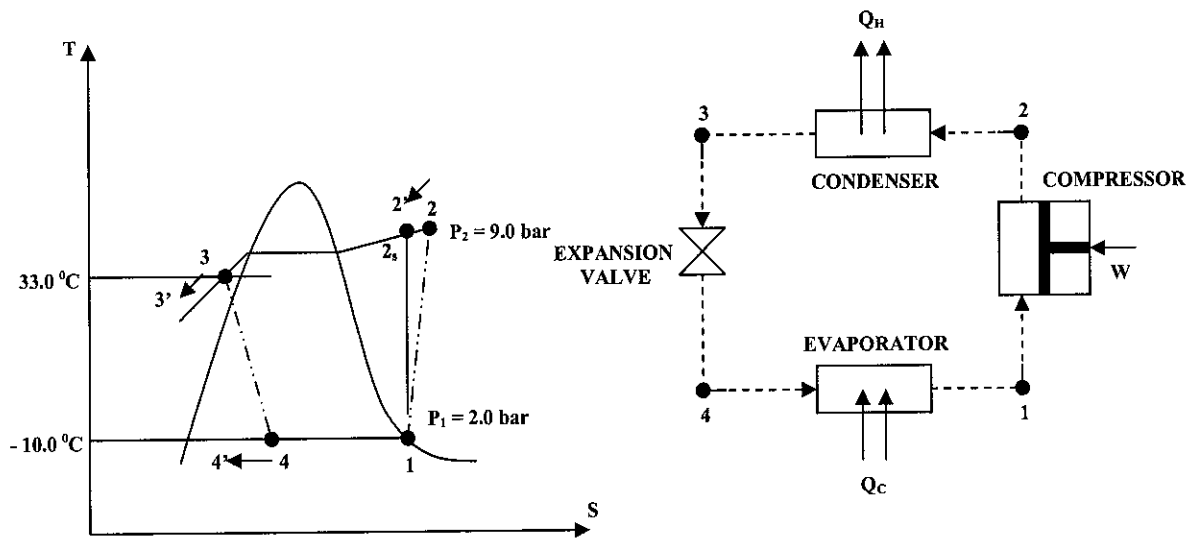 T
33.0 ⁰C
- 10.0 ⁰C
3
3'
2'
2
2s
P2 = 9.0 bar
P1 = 2.0 bar
4'
4
1
S
QH
3
2
CONDENSER
COMPRESSOR
EXPANSION
VALVE
W
EVAPORATOR
4
1
QC